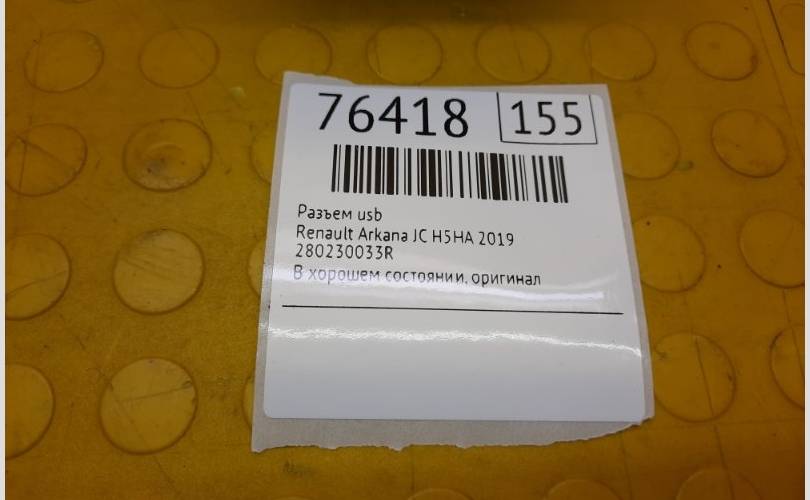 76418 155
Разъем usb
Renault Arkana JC H5HA 2019
280230033R
В хорошем состоянии, оригинал